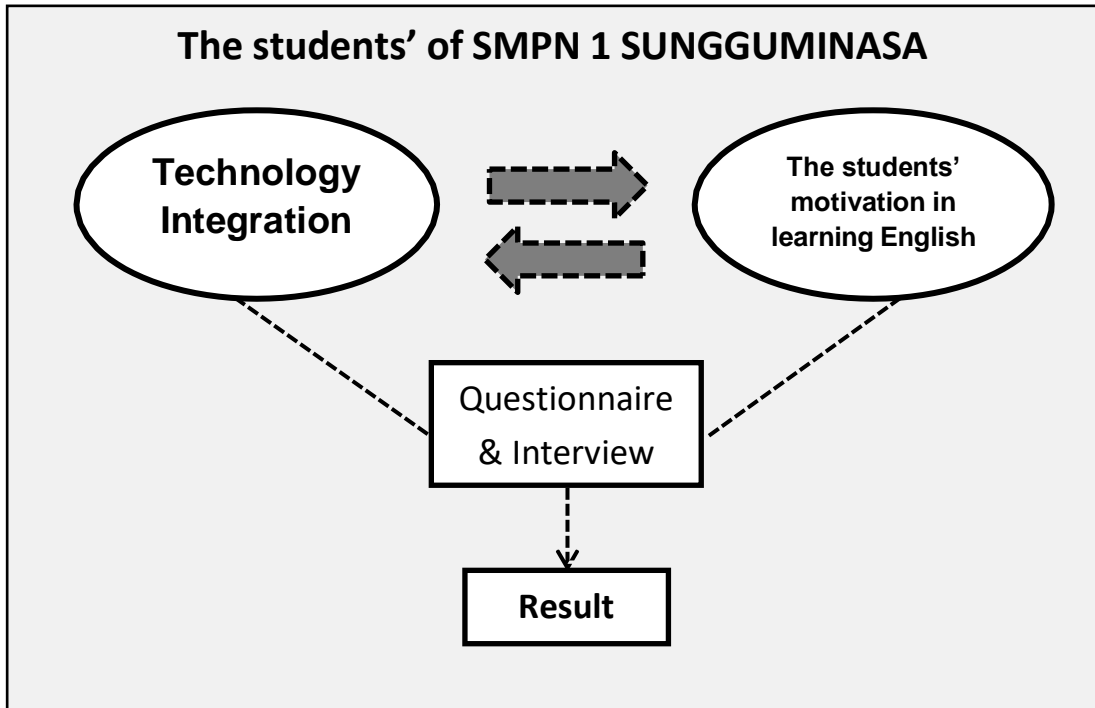 The students’ of SMPN 1 SUNGGUMINASA
Technology
Integration
The students’
motivation in
learning English
Questionnaire
& Interview
Result